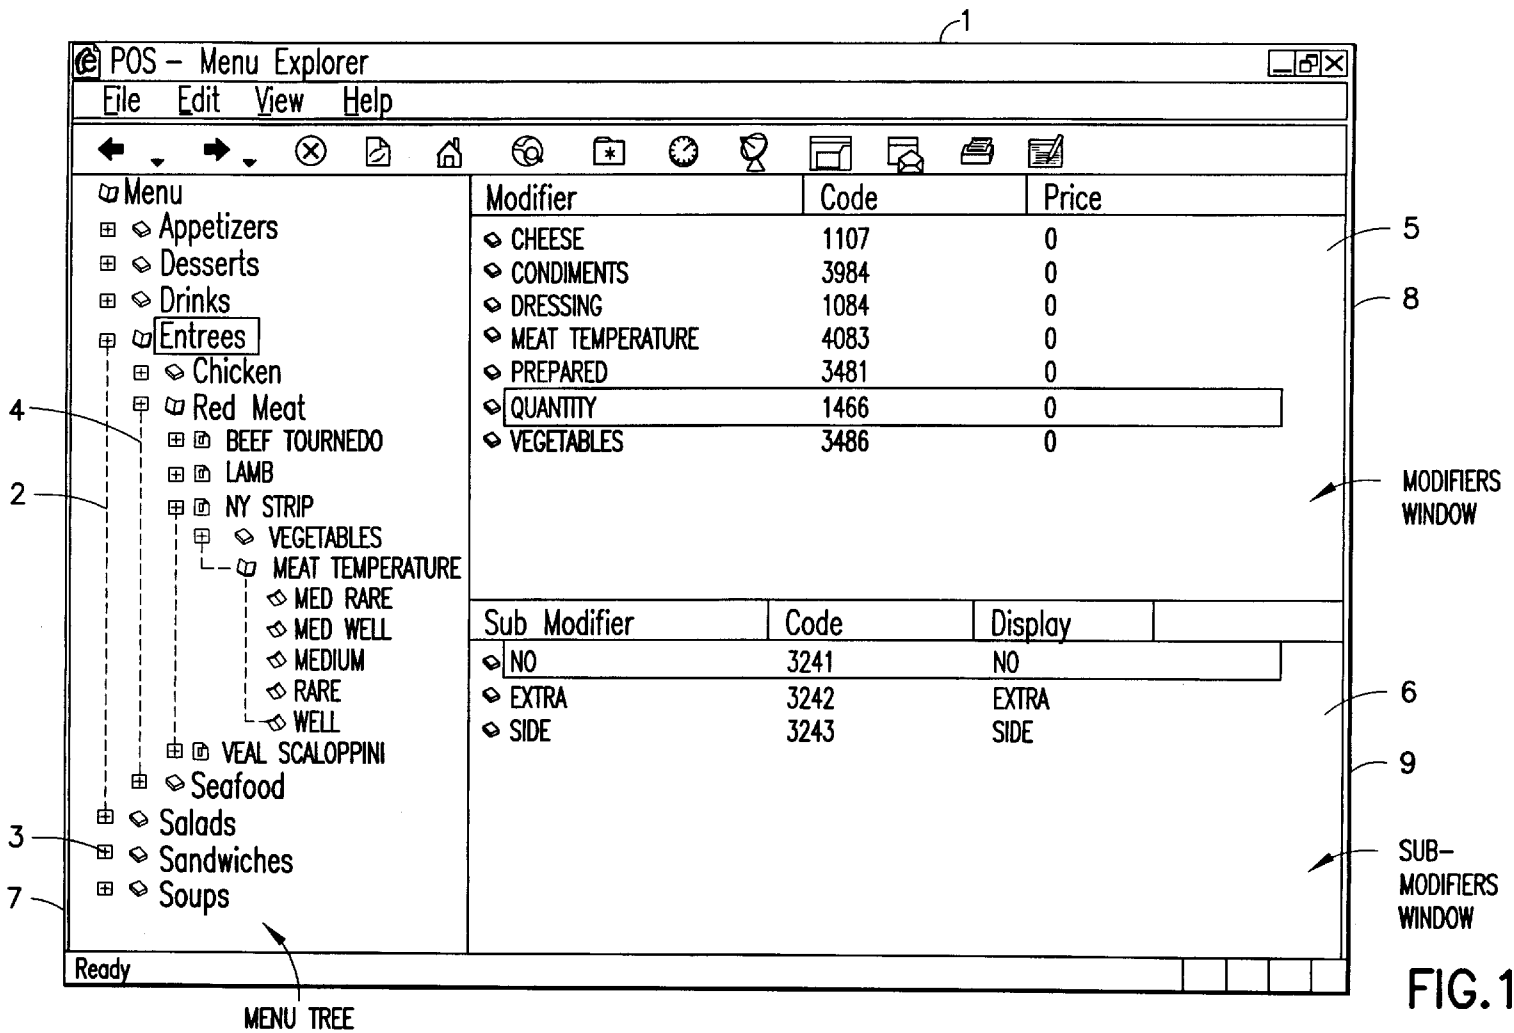 1
POS – Menu Explorer
File Edit View Help
Menu
Appetizers
Desserts
Drinks
Entrees
Chicken
Red Meat
BEEF TOURNEDO
LAMB
NY STRIP
VEGETABLES
MEAT TEMPERATURE
MED RARE
MED WELL
MEDIUM
RARE
WELL
VEAL SCALOPPINI
Seafood
Salads
Sandwiches
Soups
4
2
3
7
Modifier Code Price
CHEESE 1107 0
CONDIMENTS 3984 0
DRESSING 1084 0
MEAT TEMPERATURE 4083 0
PREPARED 3481 0
QUANTITY 1466 0
VEGETABLES 3486 0
5
8
MODIFIERS
WINDOW
Sub Modifier Code Display
NO 3241 NO
EXTRA 3242 EXTRA
SIDE 3243 SIDE
6
9
SUB–
MODIFIERS
WINDOW
Ready
MENU TREE
FIG.1